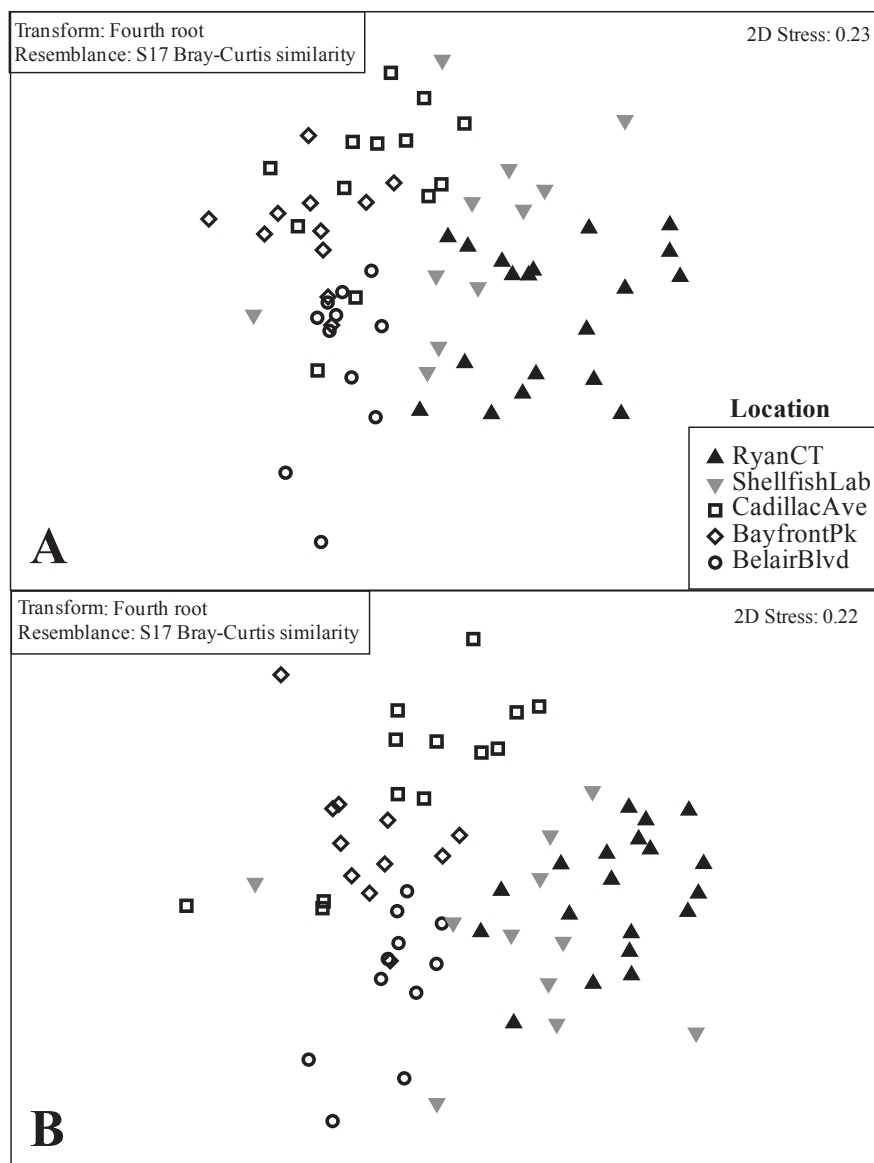 Transform: Fourth root
Resemblance: S17 Bray-Curtis similarity
2D Stress: 0.23
Location
RyanCT
ShellfishLab
CadillacAve
BayfrontPk
BelairBlvd
A
Transform: Fourth root
Resemblance: S17 Bray-Curtis similarity
2D Stress: 0.22
B